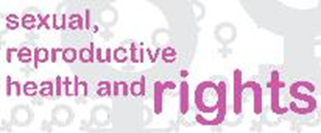 sexual,
reproductive
health and rights